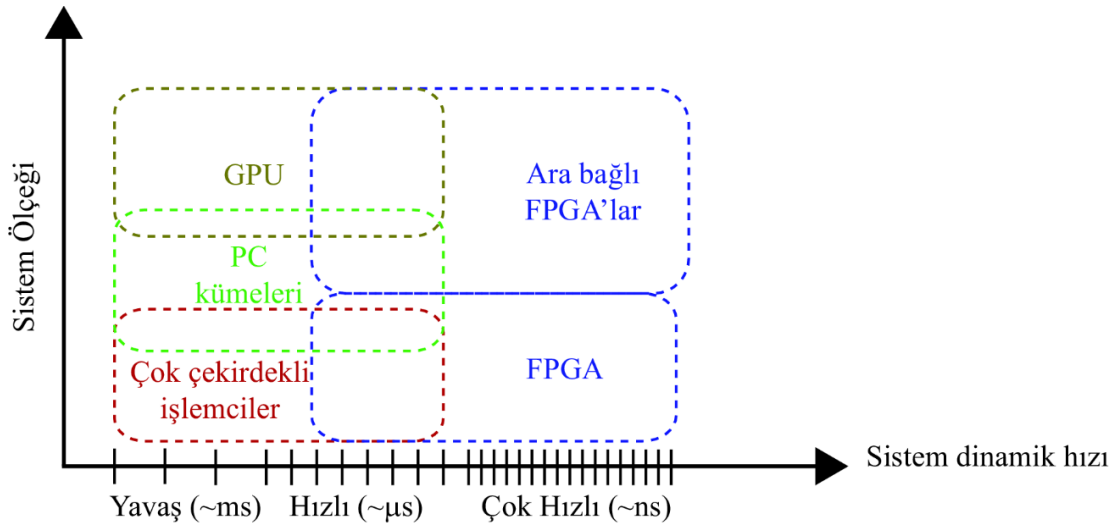 Sistem Ölçeği
GPU
Ara bağlı
FPGA’lar
PC
kümeleri
Çok çekirdekli
işlemciler
FPGA
Sistem dinamik hızı
Yavaş (~ms)
Hızlı (~μs)
Çok Hızlı (~ns)